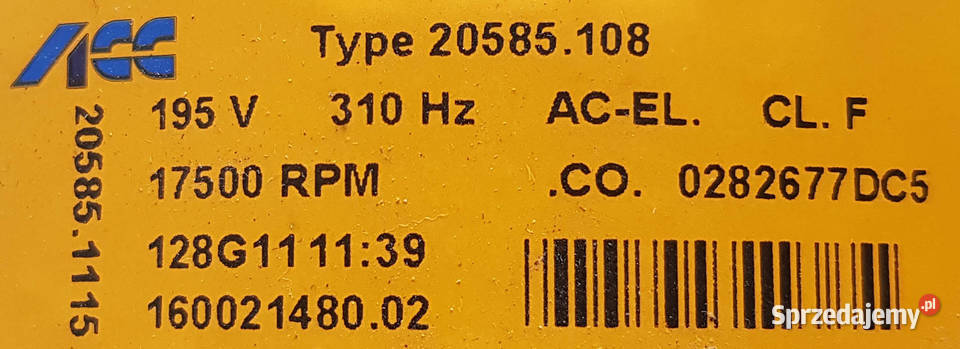 ACC Type 20585.108
20585.1115
195 V 310 Hz AC-EL. CL. F
17500 RPM .CO. 0282677DC5
128G11 11:39
160021480.02
Sprzedajemy.pl